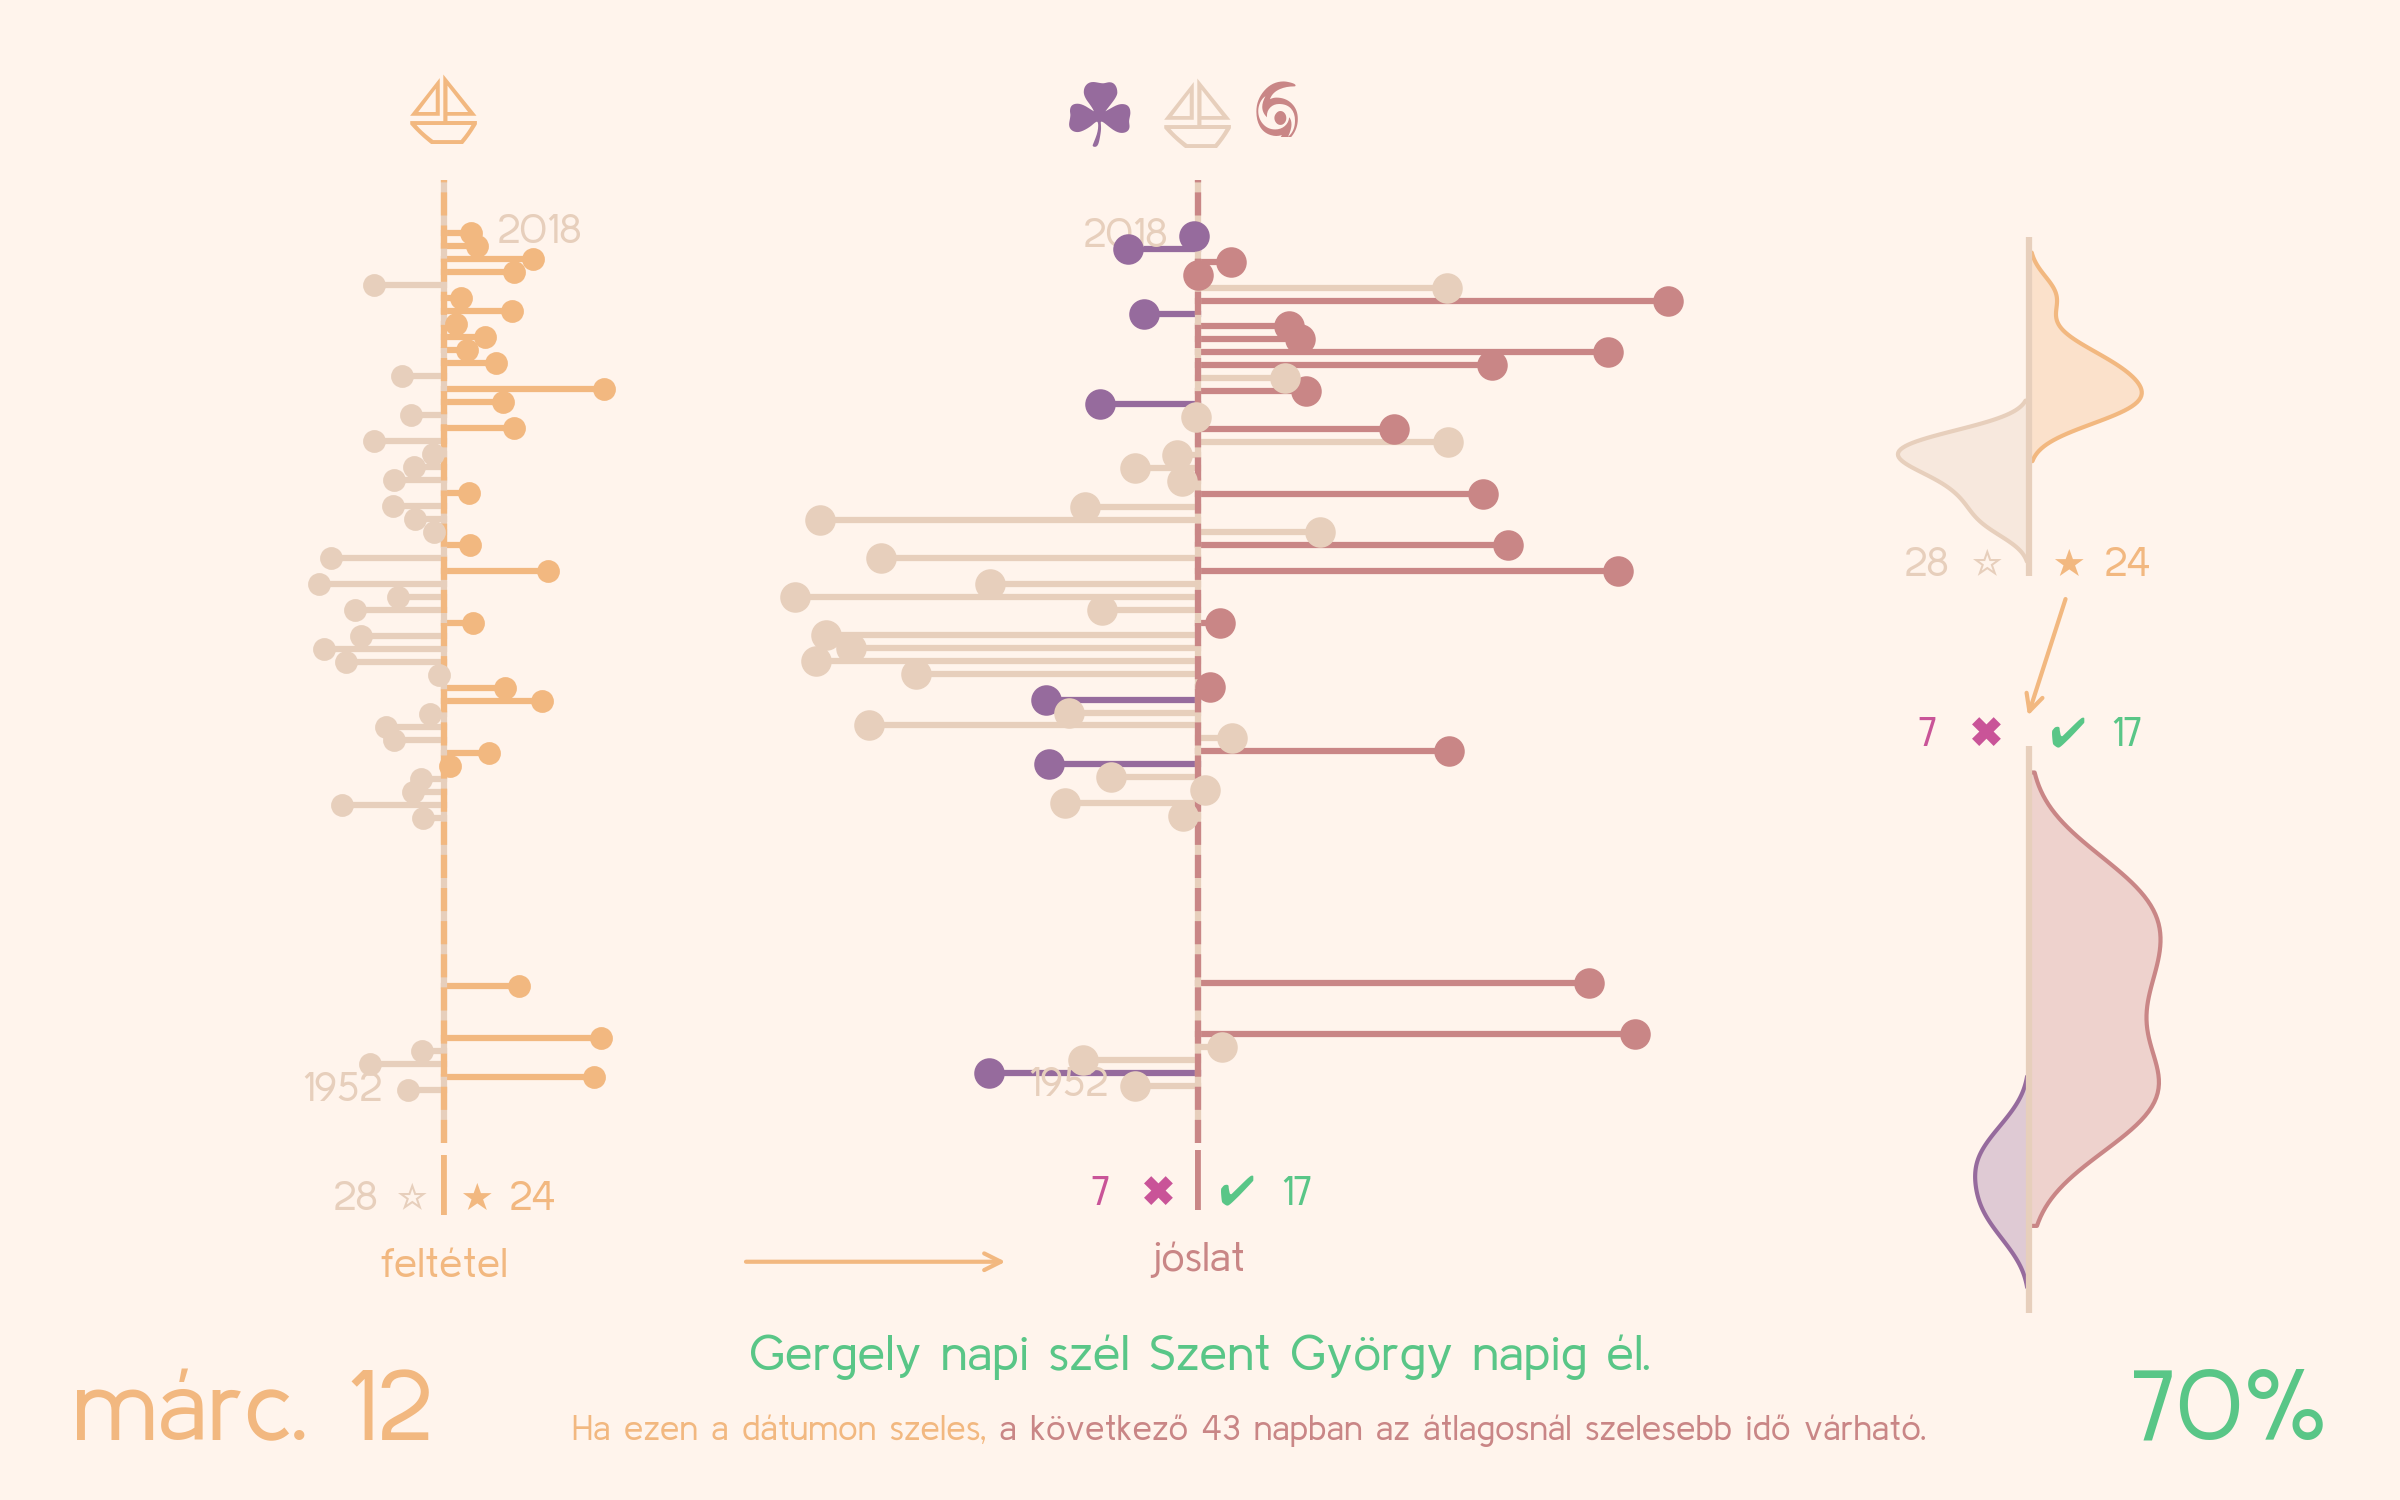 2018
2018
28 24
7 17
1952
1952
28 24
7 17
feltétel
jóslat
Gergely napi szél Szent György napig él.
márc. 12
Ha ezen a dátumon szeles, a következő 43 napban az átlagosnál szelesebb idő várható.
70%